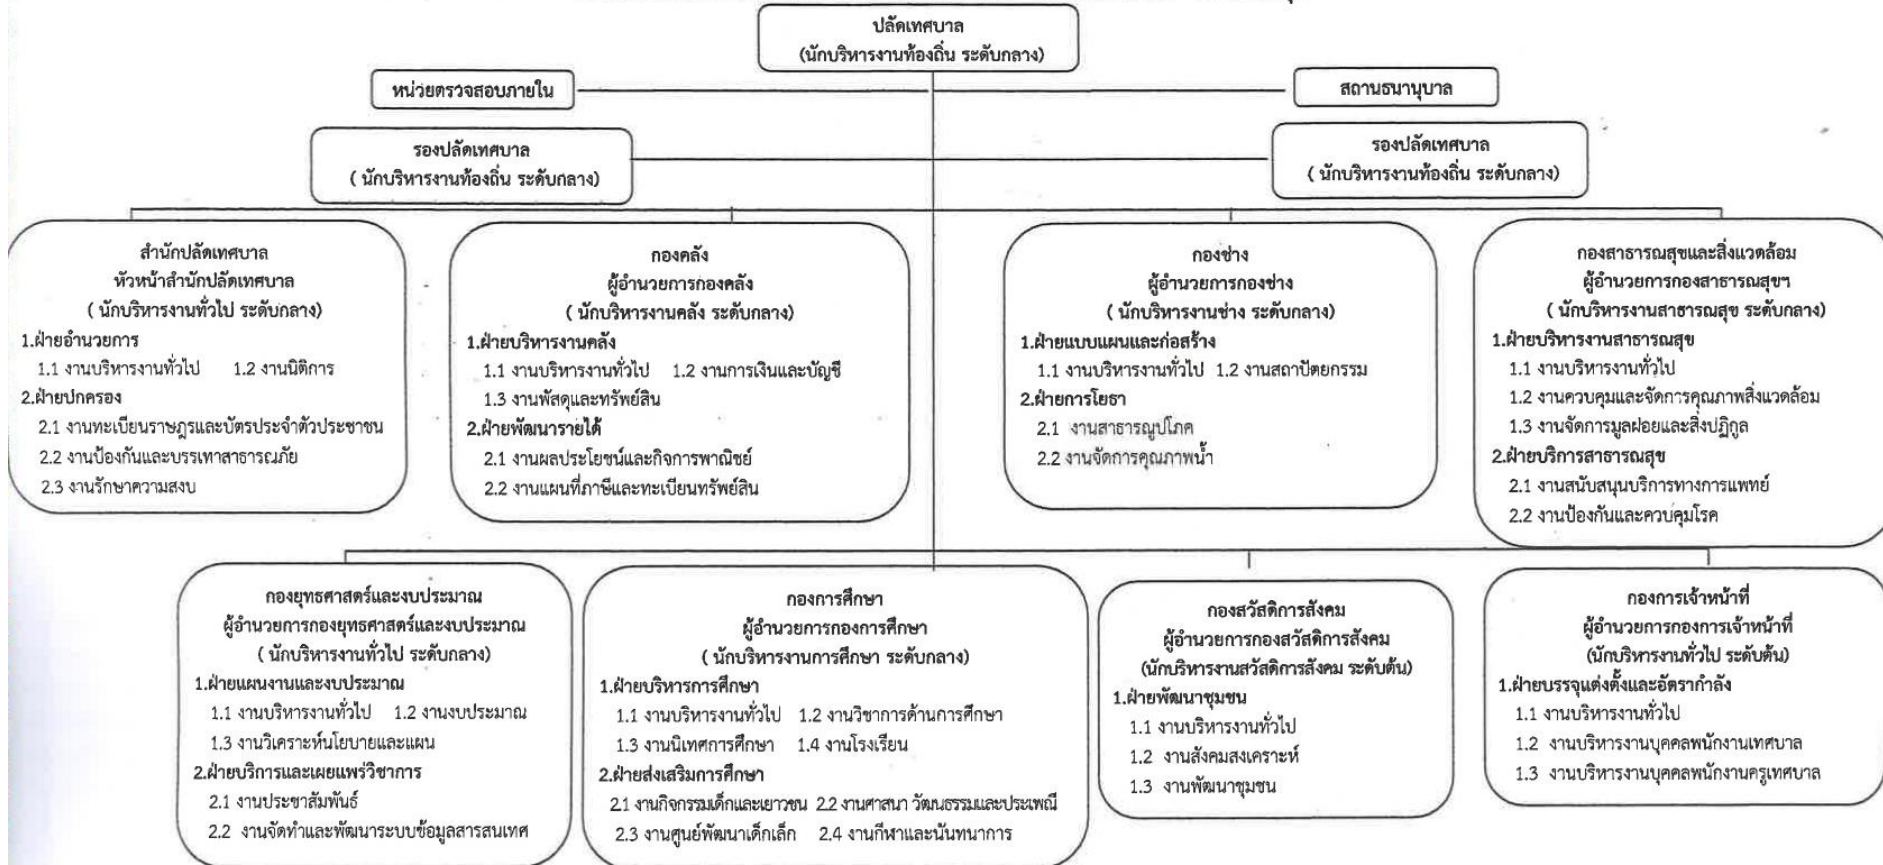 ปลัดเทศบาล
(นักบริหารงานท้องถิ่น ระดับกลาง)
หน่วยตรวจสอบภายใน
สถานธนานุบาล
รองปลัดเทศบาล
( นักบริหารงานท้องถิ่น ระดับกลาง)
รองปลัดเทศบาล
( นักบริหารงานท้องถิ่น ระดับกลาง)
สำนักปลัดเทศบาล
หัวหน้าสำนักปลัดเทศบาล
( นักบริหารงานทั่วไป ระดับกลาง)
1.ฝ่ายอำนวยการ
1.1 งานบริหารงานทั่วไป 1.2 งานนิติการ
2.ฝ่ายปกครอง
2.1 งานทะเบียนราษฎรและบัตรประจำตัวประชาชน
2.2 งานป้องกันและบรรเทาสาธารณภัย
2.3 งานรักษาความสงบ
กองคลัง
ผู้อำนวยการกองคลัง
( นักบริหารงานคลัง ระดับกลาง)
1.ฝ่ายบริหารงานคลัง
1.1 งานบริหารงานทั่วไป 1.2 งานการเงินและบัญชี
1.3 งานพัสดุและทรัพย์สิน
2.ฝ่ายพัฒนารายได้
2.1 งานผลประโยชน์และกิจการพาณิชย์
2.2 งานแผนที่ภาษีและทะเบียนทรัพย์สิน
กองช่าง
ผู้อำนวยการกองช่าง
( นักบริหารงานช่าง ระดับกลาง)
1.ฝ่ายแบบแผนและก่อสร้าง
1.1 งานบริหารงานทั่วไป 1.2 งานสถาปัตยกรรม
2.ฝ่ายการโยธา
2.1 งานสาธารณูปโภค
2.2 งานจัดการคุณภาพน้ำ
กองสาธารณสุขและสิ่งแวดล้อม
ผู้อำนวยการกองสาธารณสุขฯ
( นักบริหารงานสาธารณสุข ระดับกลาง)
1.ฝ่ายบริหารงานสาธารณสุข
1.1 งานบริหารงานทั่วไป
1.2 งานควบคุมและจัดการคุณภาพสิ่งแวดล้อม
1.3 งานจัดการมูลฝอยและสิ่งปฏิกูล
2.ฝ่ายบริการสาธารณสุข
2.1 งานสนับสนุนบริการทางการแพทย์
2.2 งานป้องกันและควบคุมโรค
กองยุทธศาสตร์และงบประมาณ
ผู้อำนวยการกองยุทธศาสตร์และงบประมาณ
( นักบริหารงานทั่วไป ระดับกลาง)
1.ฝ่ายแผนงานและงบประมาณ
1.1 งานบริหารงานทั่วไป 1.2 งานงบประมาณ
1.3 งานวิเคราะห์นโยบายและแผน
2.ฝ่ายบริการและเผยแพร่วิชาการ
2.1 งานประชาสัมพันธ์
2.2 งานจัดทำและพัฒนาระบบข้อมูลสารสนเทศ
กองการศึกษา
ผู้อำนวยการกองการศึกษา
( นักบริหารงานการศึกษา ระดับกลาง)
1.ฝ่ายบริหารการศึกษา
1.1 งานบริหารงานทั่วไป 1.2 งานวิชาการด้านการศึกษา
1.3 งานนิเทศการศึกษา 1.4 งานโรงเรียน
2.ฝ่ายส่งเสริมการศึกษา
2.1 งานกิจกรรมเด็กและเยาวชน 2.2 งานศาสนา วัฒนธรรมและประเพณี
2.3 งานศูนย์พัฒนาเด็กเล็ก 2.4 งานกีฬาและนันทนาการ
กองสวัสดิการสังคม
ผู้อำนวยการกองสวัสดิการสังคม
(นักบริหารงานสวัสดิการสังคม ระดับต้น)
1.ฝ่ายพัฒนาชุมชน
1.1 งานบริหารงานทั่วไป
1.2 งานสังคมสงเคราะห์
1.3 งานพัฒนาชุมชน
กองการเจ้าหน้าที่
ผู้อำนวยการกองการเจ้าหน้าที่
(นักบริหารงานทั่วไป ระดับต้น)
1.ฝ่ายบรรจุแต่งตั้งและอัตรากำลัง
1.1 งานบริหารงานทั่วไป
1.2 งานบริหารงานบุคคลพนักงานเทศบาล
1.3 งานบริหารงานบุคคลพนักงานครูเทศบาล